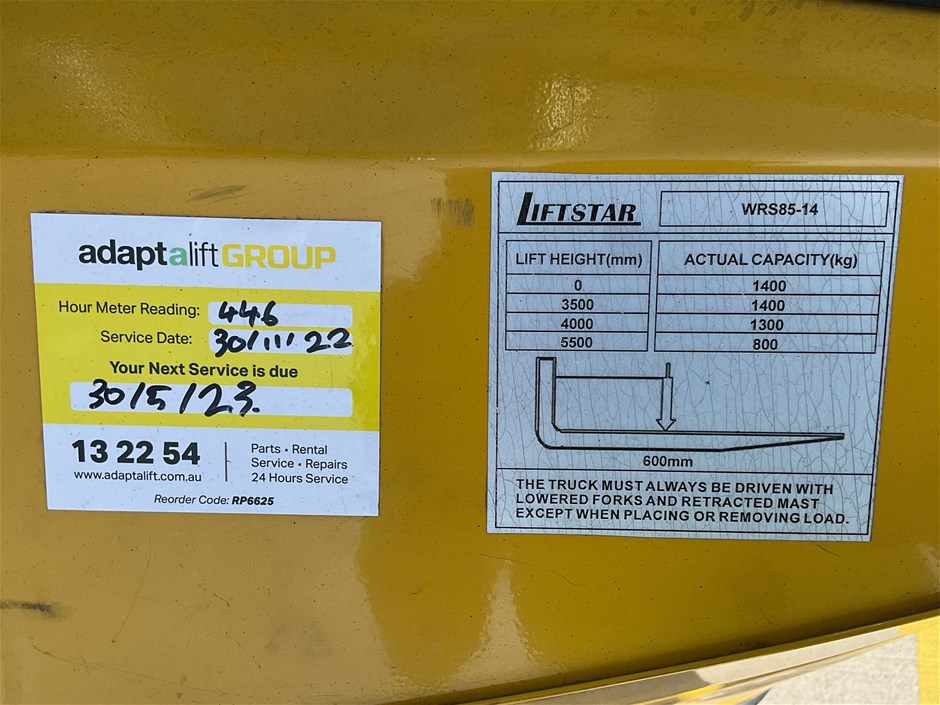 adaptaliftGROUP
Hour Meter Reading: 446
Service Date: 30/11/22
Your Next Service is due
30/5/23.
13 22 54
www.adaptalift.com.au
Parts • Rental
Service • Repairs
24 Hours Service
Reorder Code: RP6625
LIFTSTAR WRS85-14
LIFT HEIGHT(mm) ACTUAL CAPACITY(kg)
0 1400
3500 1400
4000 1300
5500 800
600mm
THE TRUCK MUST ALWAYS BE DRIVEN WITH
LOWERED FORKS AND RETRACTED MAST
EXCEPT WHEN PLACING OR REMOVING LOAD.